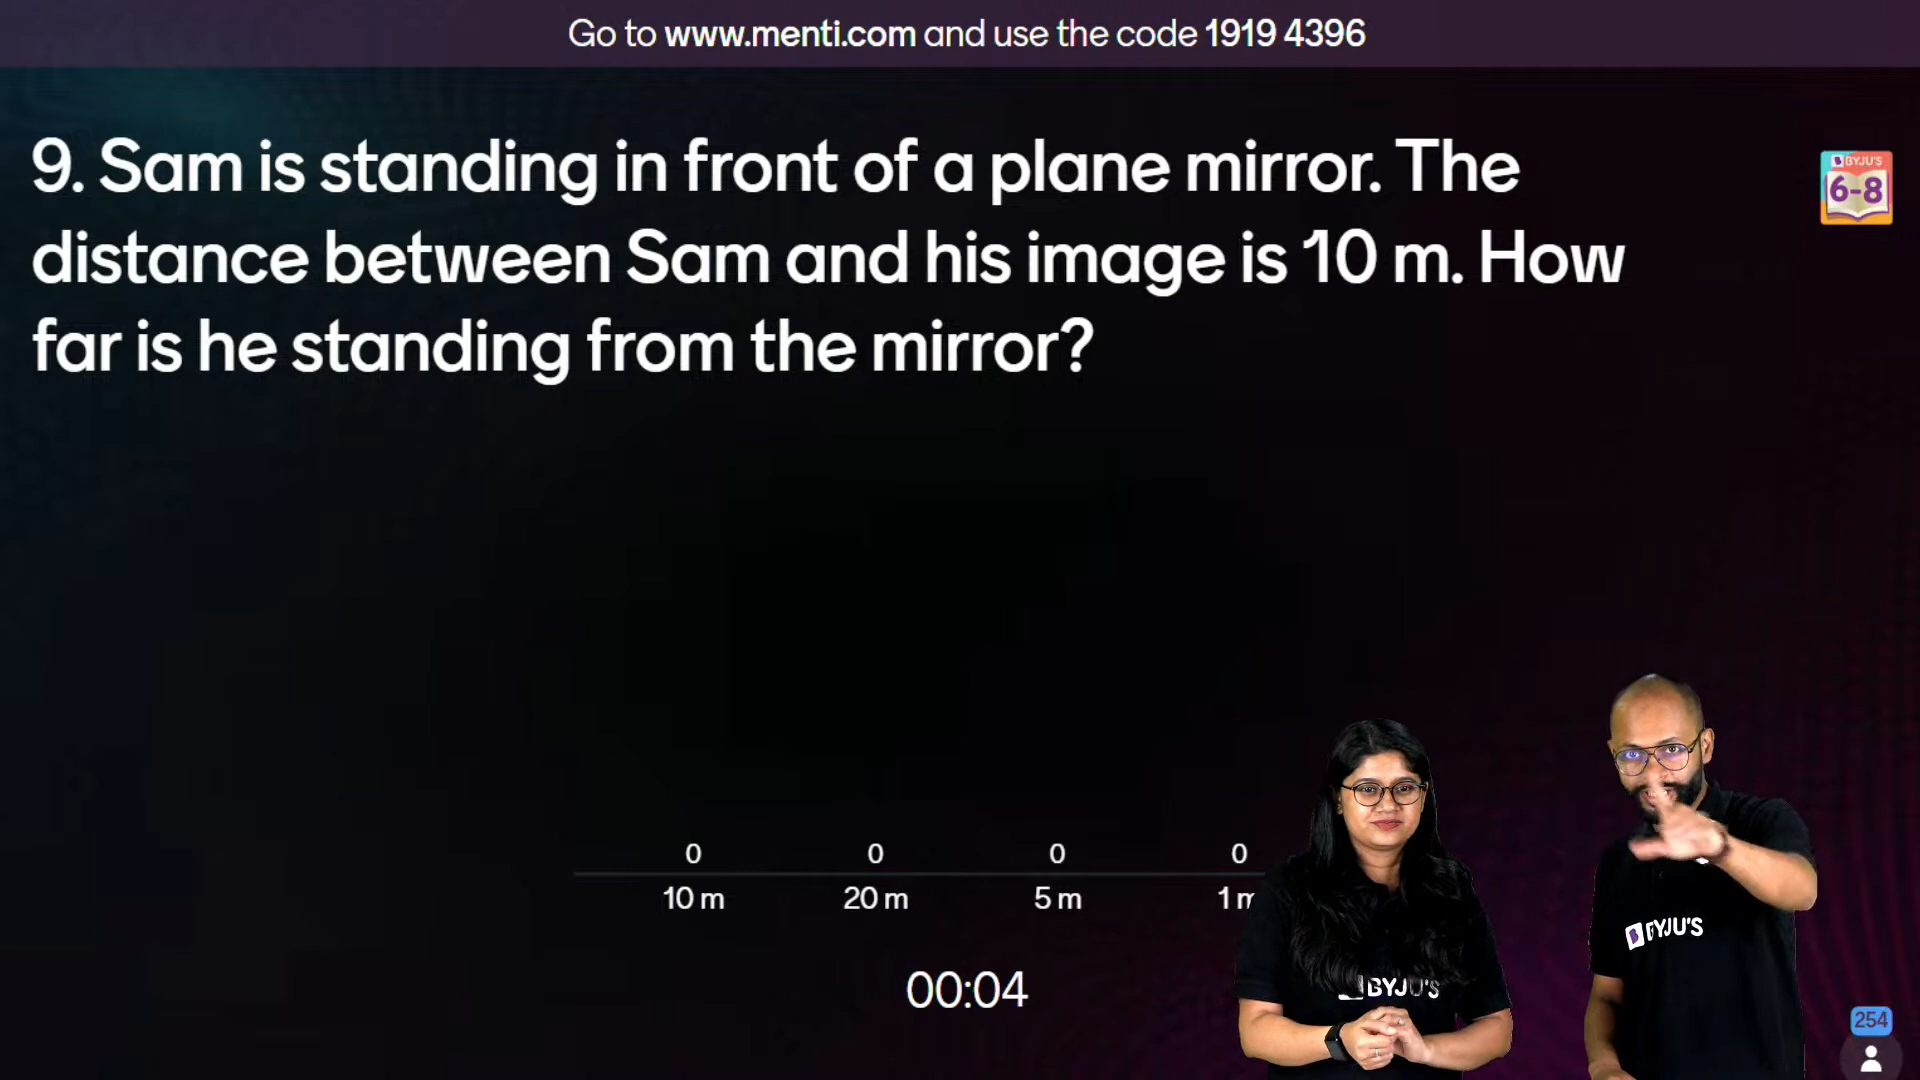 Go to www.menti.com and use the code 1919 4396
9. Sam is standing in front of a plane mirror. The
distance between Sam and his image is 10 m. How
far is he standing from the mirror?
BYJU'S
6-8
0 0 0 0
10 m 20 m 5 m 1 m
00:04
BYJU'S
BYJU'S
254